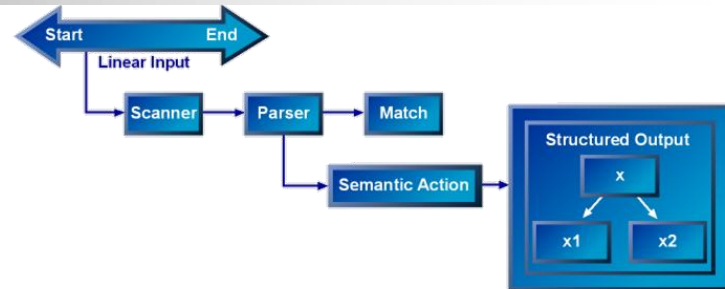 Start
End
Linear Input
Scanner
Parser
Match
Semantic Action
Structured Output
x
x1
x2